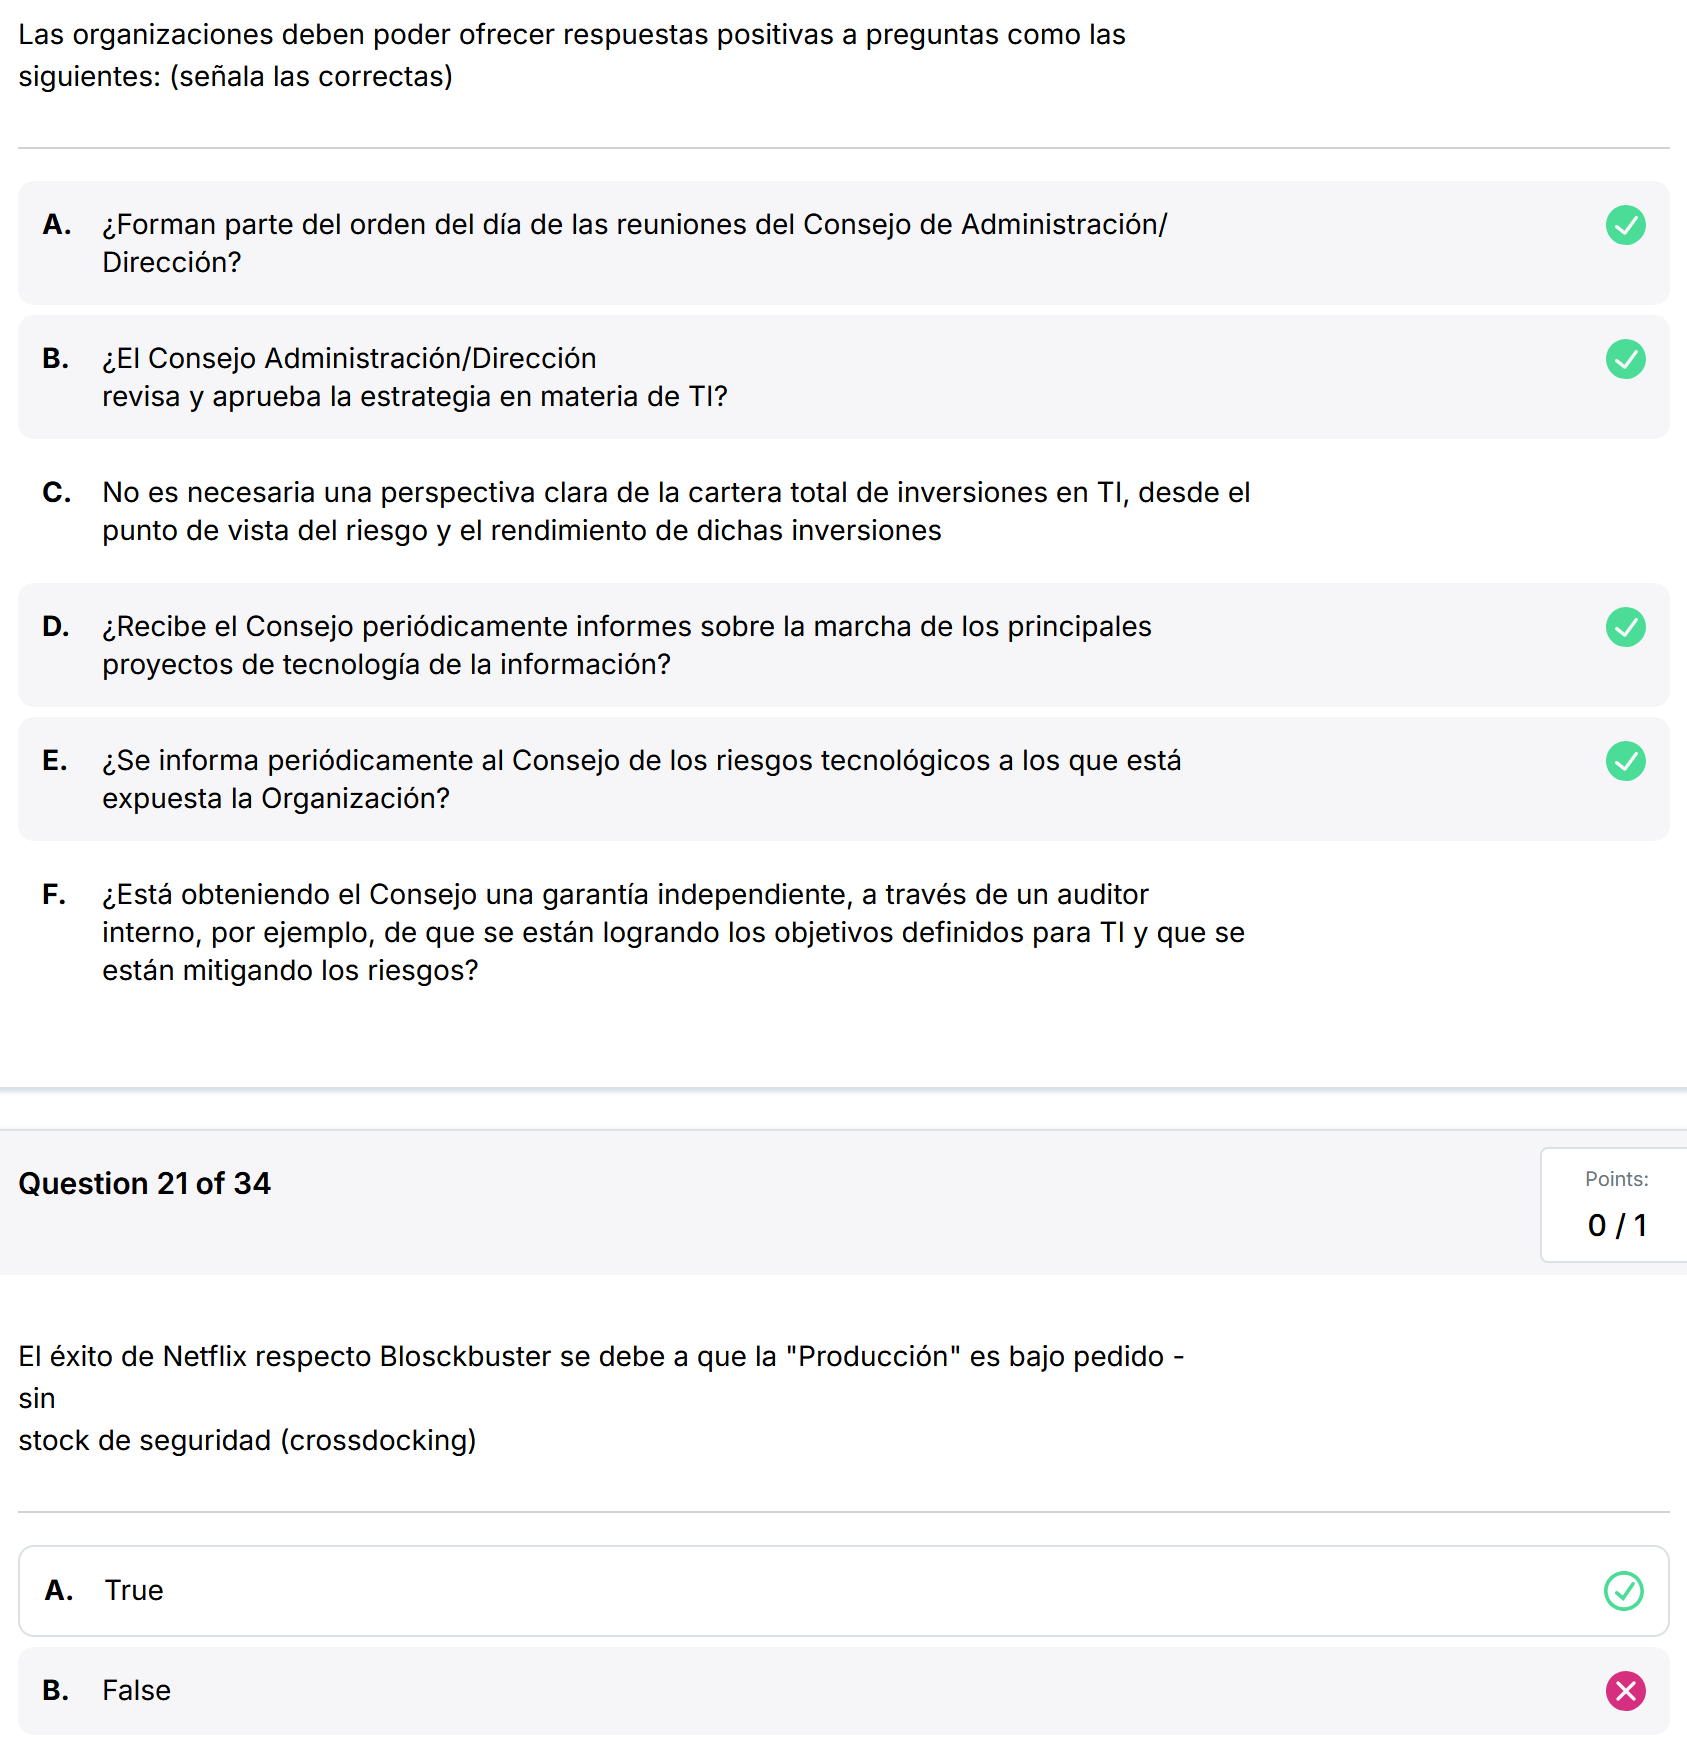 Las organizaciones deben poder ofrecer respuestas positivas a preguntas como las
siguientes: (señala las correctas)
A. ¿Forman parte del orden del día de las reuniones del Consejo de Administración/
Dirección?
B. ¿El Consejo Administración/Dirección
revisa y aprueba la estrategia en materia de TI?
C. No es necesaria una perspectiva clara de la cartera total de inversiones en TI, desde el
punto de vista del riesgo y el rendimiento de dichas inversiones
D. ¿Recibe el Consejo periódicamente informes sobre la marcha de los principales
proyectos de tecnología de la información?
E. ¿Se informa periódicamente al Consejo de los riesgos tecnológicos a los que está
expuesta la Organización?
F. ¿Está obteniendo el Consejo una garantía independiente, a través de un auditor
interno, por ejemplo, de que se están logrando los objetivos definidos para TI y que se
están mitigando los riesgos?
Question 21 of 34
Points:
0 / 1
El éxito de Netflix respecto Blosckbuster se debe a que la "Producción" es bajo pedido -
sin
stock de seguridad (crossdocking)
A. True
B. False